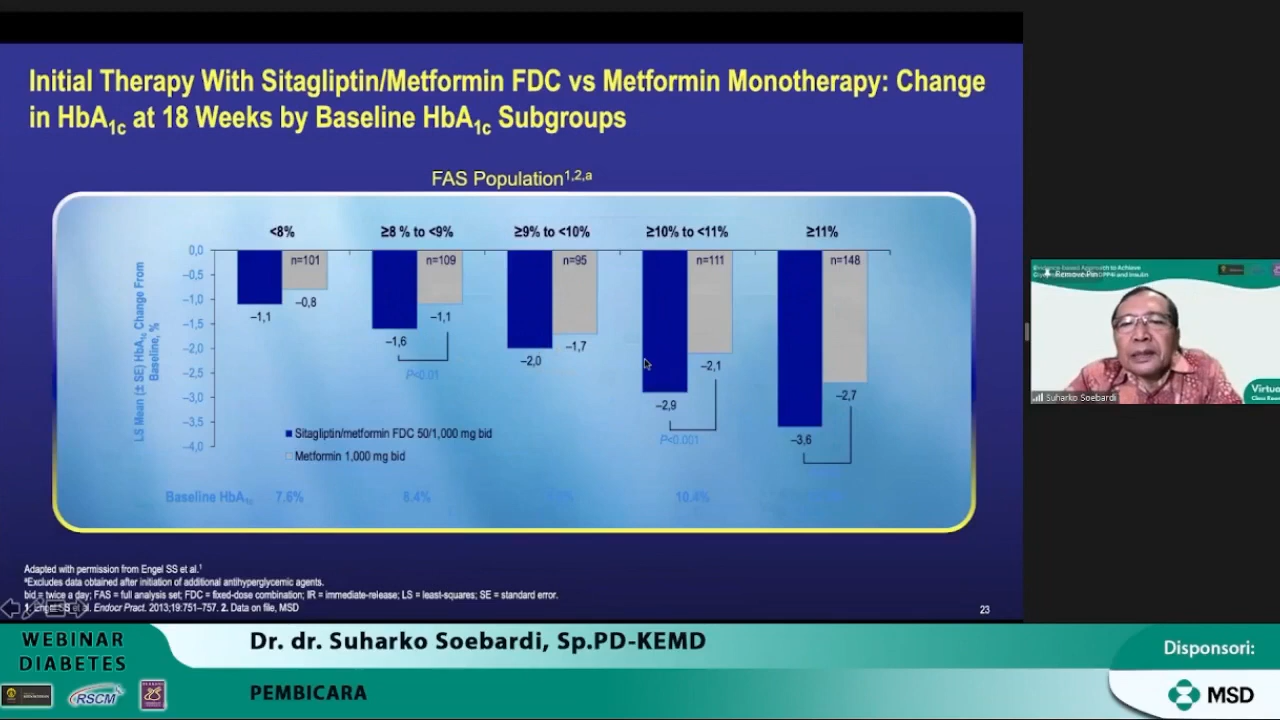 Initial Therapy With Sitagliptin/Metformin FDC vs Metformin Monotherapy: Change
in HbA1c at 18 Weeks by Baseline HbA1c Subgroups
FAS Population1,2,a
<8% ≥8 % to <9% ≥9% to <10% ≥10% to <11% ≥11%
0,0
–0,5
–1,0
–1,5
–2,0
–2,5
–3,0
–3,5
–4,0
LS Mean (± SE) HbA1c Change From
Baseline, %
n=101 n=109 n=95 n=111 n=148
–1,1 –0,8
–1,6 –1,1
–2,0 –1,7
–2,9 –2,1
–3,6 –2,7
P<0.01
P<0.001
Sitagliptin/metformin FDC 50/1,000 mg bid
Metformin 1,000 mg bid
Baseline HbA1c 7.6% 8.4% 10.4%
Adapted with permission from Engel SS et al.1
aExcludes data obtained after initiation of additional antihyperglycemic agents.
bid = twice a day; FAS = full analysis set; FDC = fixed-dose combination; IR = immediate-release; LS = least-squares; SE = standard error.
1. Engel SS et al. Endocr Pract. 2013;19:751–757. 2. Data on file, MSD
23
Remove Pin
Suharko Soebardi
WEBINAR
DIABETES
RSCM
Dr. dr. Suharko Soebardi, Sp.PD-KEMD
PEMBICARA
Disponsori:
MSD